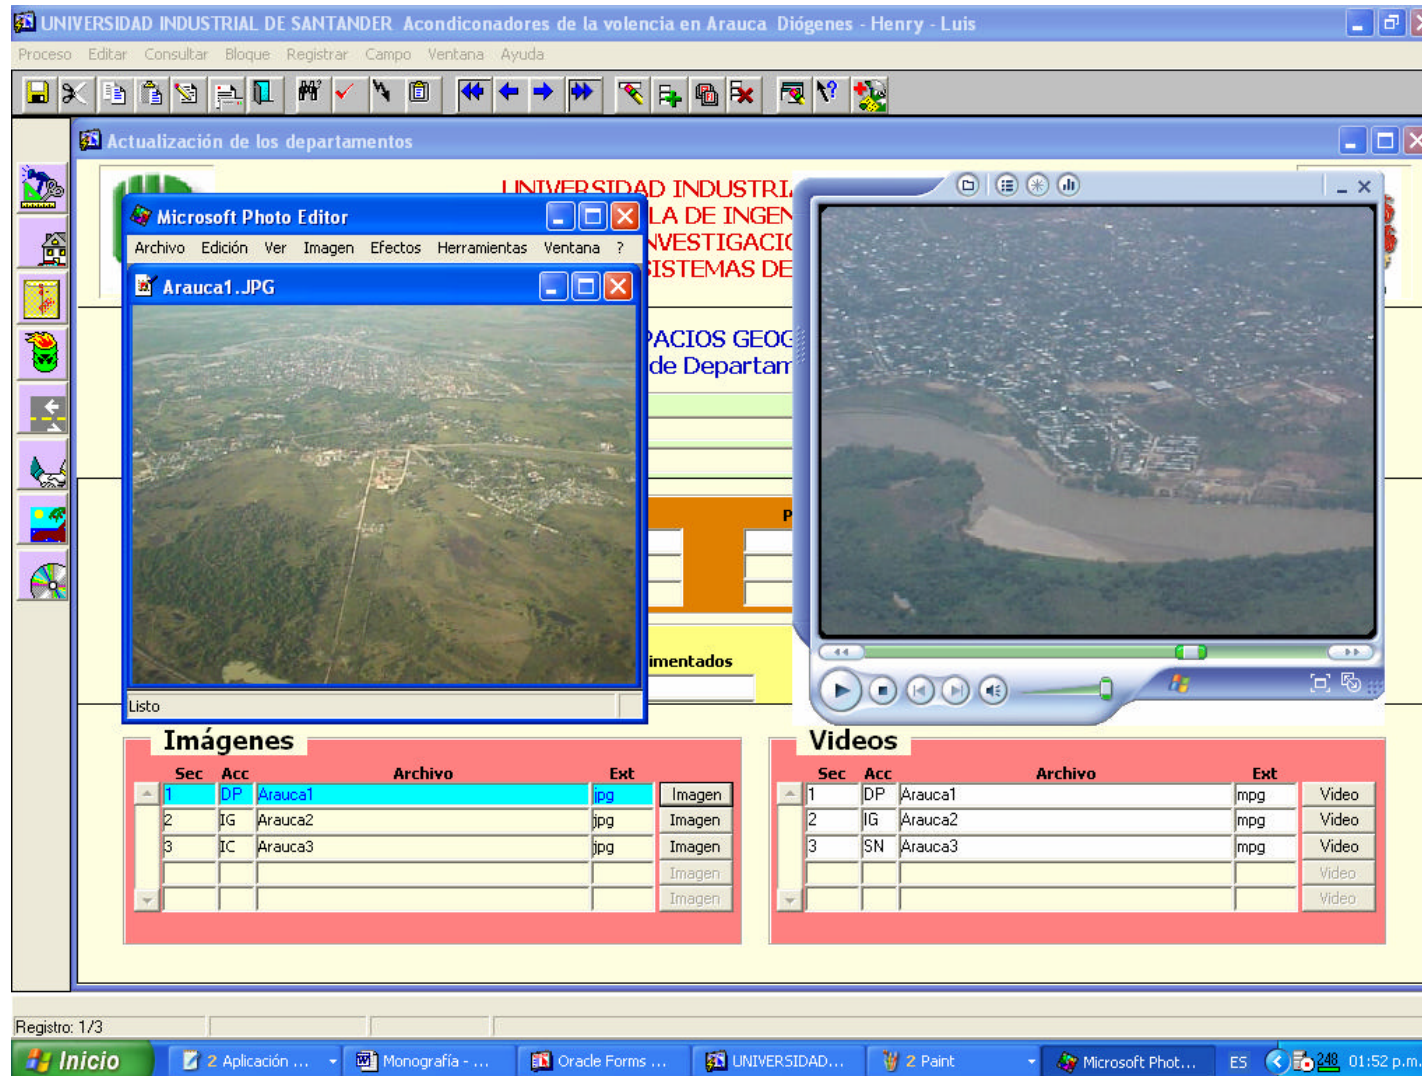 UNIVERSIDAD INDUSTRIAL DE SANTANDER Acondiconadores de la volencia en Arauca Diógenes - Henry - Luis
Proceso Editar Consultar Bloque Registrar Campo Ventana Ayuda
Actualización de los departamentos
UNIVERSIDAD INDUSTRI
LA DE INGEN
NVESTIGACIO
SISTEMAS DE
PACIOS GEOG
de Departam
Microsoft Photo Editor
Archivo Edición Ver Imagen Efectos Herramientas Ventana ?
Arauca1.JPG
P
imentados
Listo
Imágenes
Sec Acc Archivo Ext
1 DP Arauca1 jpg Imagen
2 IG Arauca2 jpg Imagen
3 IC Arauca3 jpg Imagen
Imagen
Imagen
Videos
Sec Acc Archivo Ext
1 DP Arauca1 mpg Video
2 IG Arauca2 mpg Video
3 SN Arauca3 mpg Video
Video
Video
Registro: 1/3
Inicio 2 Aplicación ... Monografía - ... Oracle Forms ... UNIVERSIDAD... 2 Paint Microsoft Phot... ES 248 01:52 p.m.